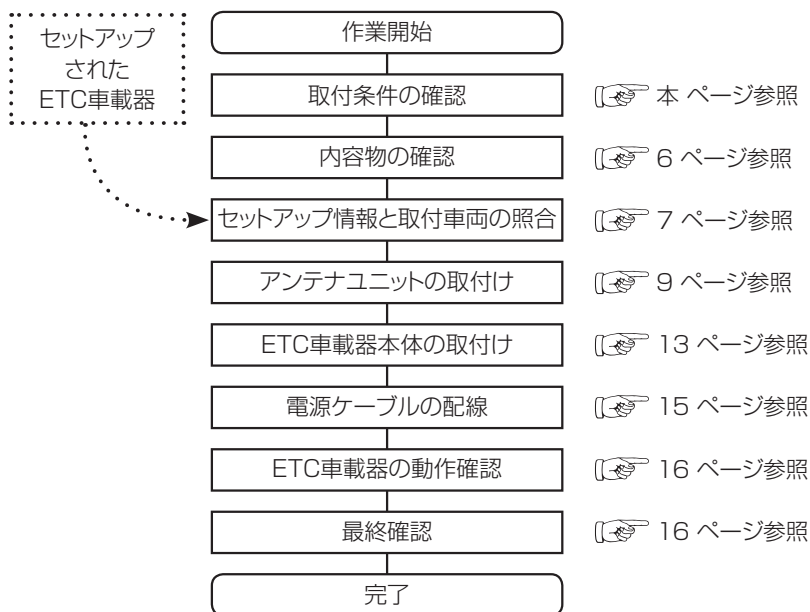 セットアップ
された
ETC車載器
作業開始
取付条件の確認
本 ページ参照
内容物の確認
6 ページ参照
セットアップ情報と取付車両の照合
7 ページ参照
アンテナユニットの取付け
9 ページ参照
ETC車載器本体の取付け
13 ページ参照
電源ケーブルの配線
15 ページ参照
ETC車載器の動作確認
16 ページ参照
最終確認
16 ページ参照
完了